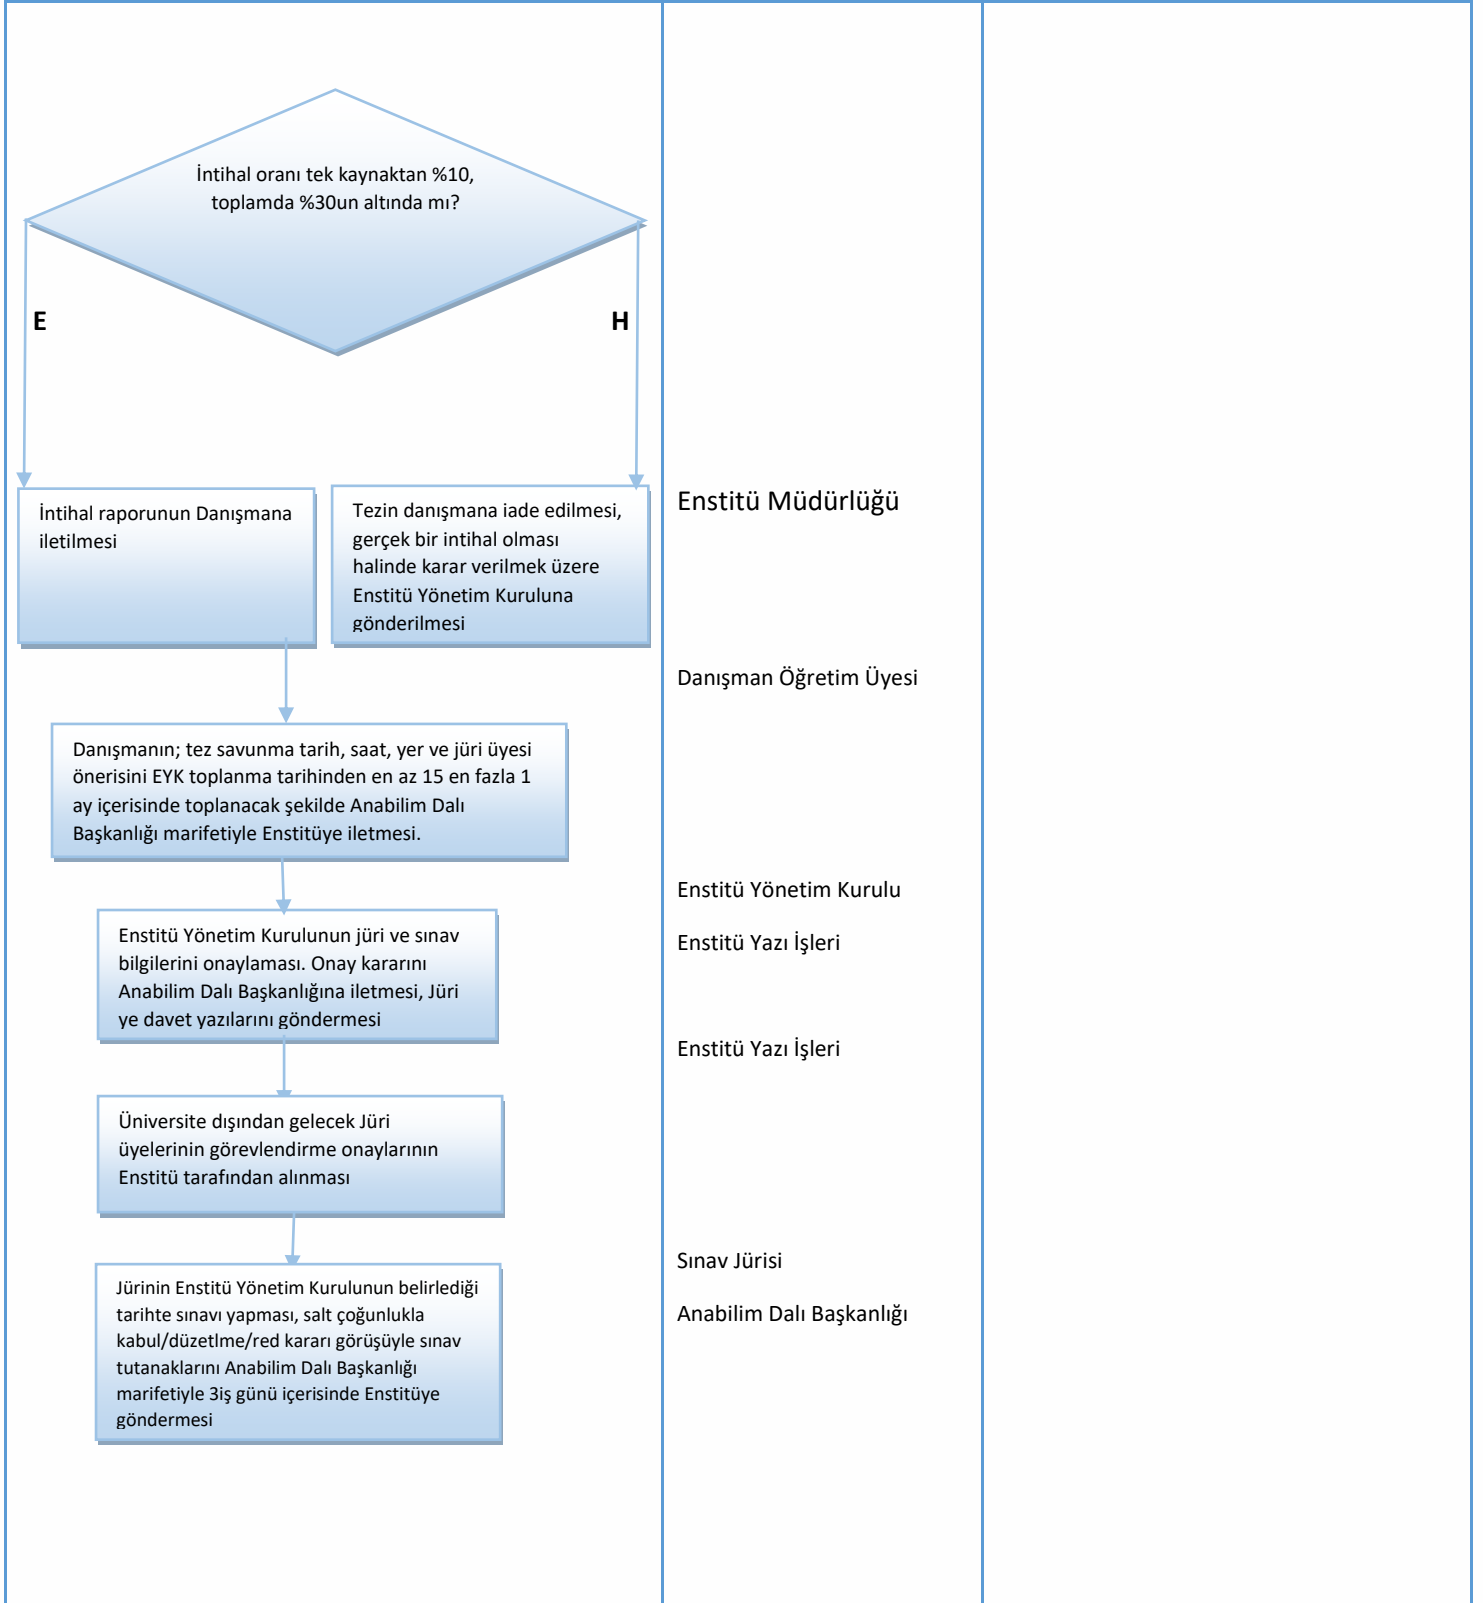 İntihal oranı tek kaynaktan %10,
toplamda %30un altında mı?
E
H
İntihal raporunun Danışmana
iletilmesi
Tezin danışmana iade edilmesi,
gerçek bir intihal olması
halinde karar verilmek üzere
Enstitü Yönetim Kuruluna
gönderilmesi
Enstitü Müdürlüğü
Danışman Öğretim Üyesi
Danışmanın; tez savunma tarih, saat, yer ve jüri üyesi
önerisini EYK toplanma tarihinden en az 15 en fazla 1
ay içerisinde toplanacak şekilde Anabilim Dalı
Başkanlığı marifetiyle Enstitüye iletmesi.
Enstitü Yönetim Kurulu
Enstitü Yazı İşleri
Enstitü Yönetim Kurulunun jüri ve sınav
bilgilerini onaylaması. Onay kararını
Anabilim Dalı Başkanlığına iletmesi, Jüri
ye davet yazılarını göndermesi
Enstitü Yazı İşleri
Üniversite dışından gelecek Jüri
üyelerinin görevlendirme onaylarının
Enstitü tarafından alınması
Sınav Jürisi
Anabilim Dalı Başkanlığı
Jürinin Enstitü Yönetim Kurulunun belirlediği
tarihte sınavı yapması, salt çoğunlukla
kabul/düzetlme/red kararı görüşüyle sınav
tutanaklarını Anabilim Dalı Başkanlığı
marifetiyle 3iş günü içerisinde Enstitüye
göndermesi